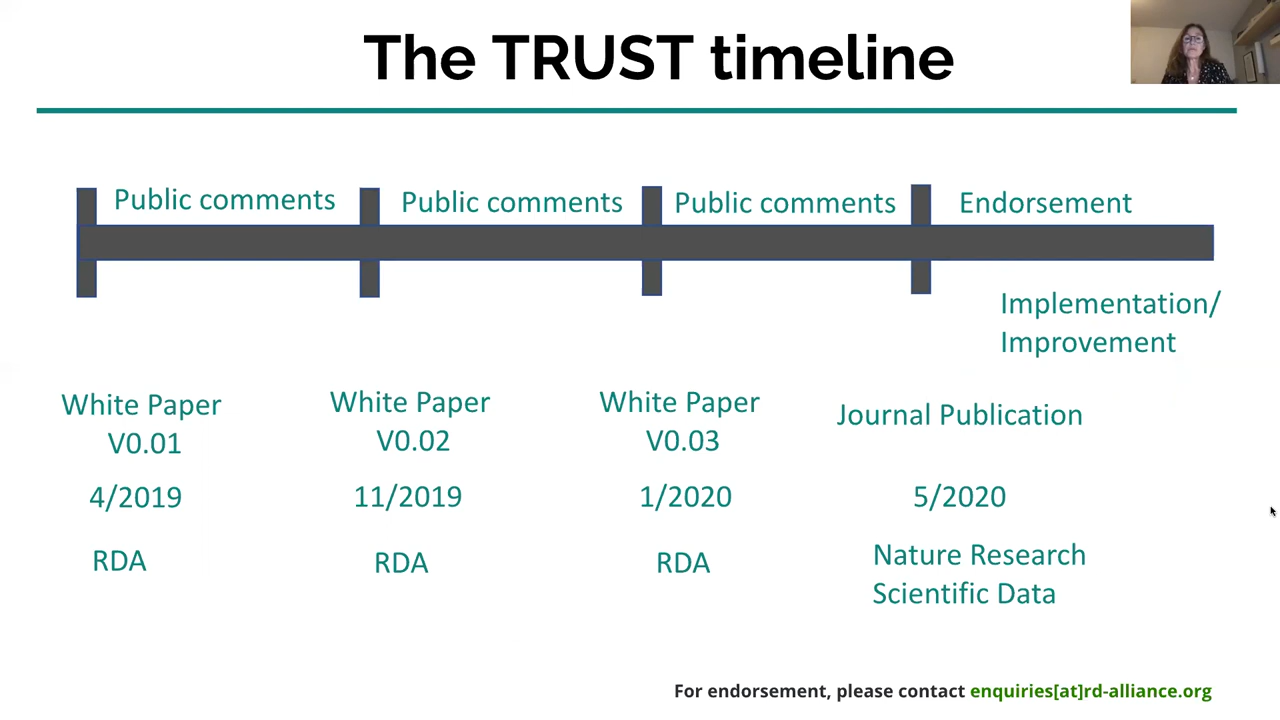 The TRUST timeline
Public comments
Public comments
Public comments
Endorsement
Implementation/
Improvement
White Paper
V0.01
White Paper
V0.02
White Paper
V0.03
Journal Publication
4/2019
11/2019
1/2020
5/2020
RDA
RDA
RDA
Nature Research
Scientific Data
For endorsement, please contact enquiries[at]rd-alliance.org